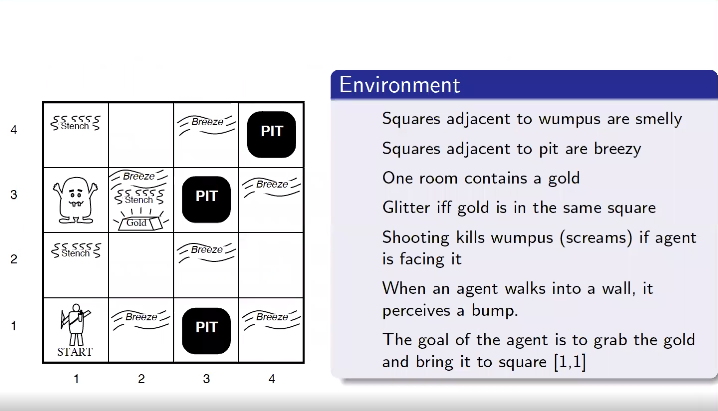 Environment
Squares adjacent to wumpus are smelly
Squares adjacent to pit are breezy
One room contains a gold
Glitter iff gold is in the same square
Shooting kills wumpus (screams) if agent
is facing it
When an agent walks into a wall, it
perceives a bump.
The goal of the agent is to grab the gold
and bring it to square [1,1]
4
SSSSSS
Stench S
Breeze
PIT
3
Breeze
SSSSSS
Stench S
Gold
PIT
Breeze
2
SSSSSS
Stench S
Breeze
1
START
Breeze
PIT
Breeze
1 2 3 4